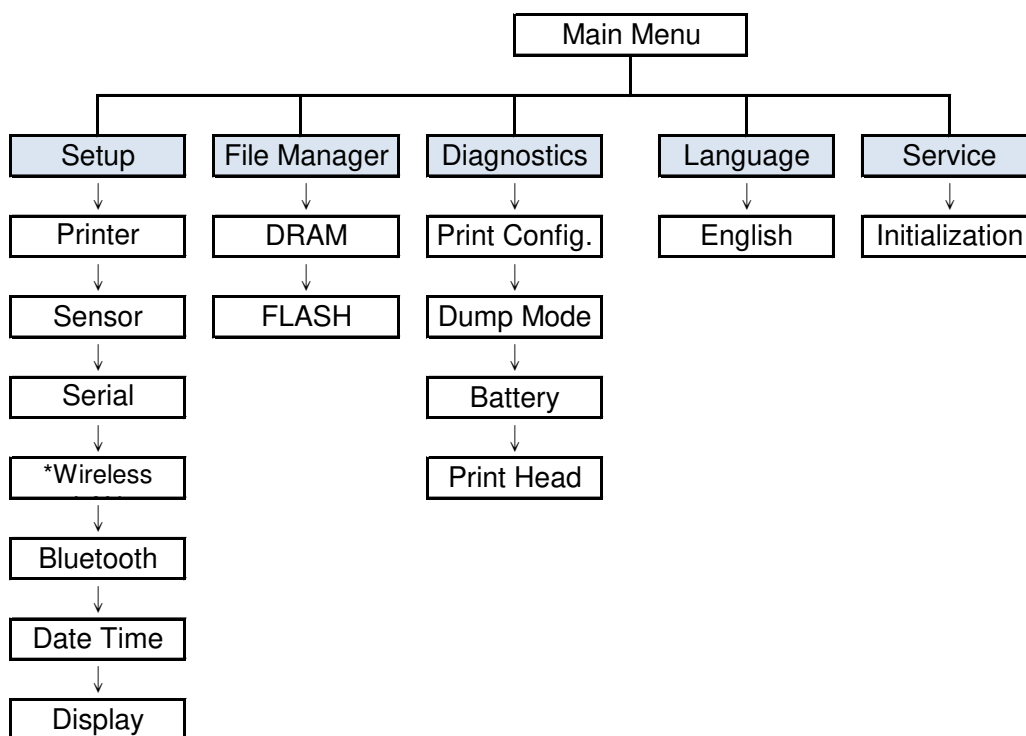 Main Menu
Setup
File Manager
Diagnostics
Language
Service
Printer
DRAM
Print Config.
English
Initialization
Sensor
FLASH
Dump Mode
Serial
Battery
*Wireless
Print Head
Bluetooth
Date Time
Display